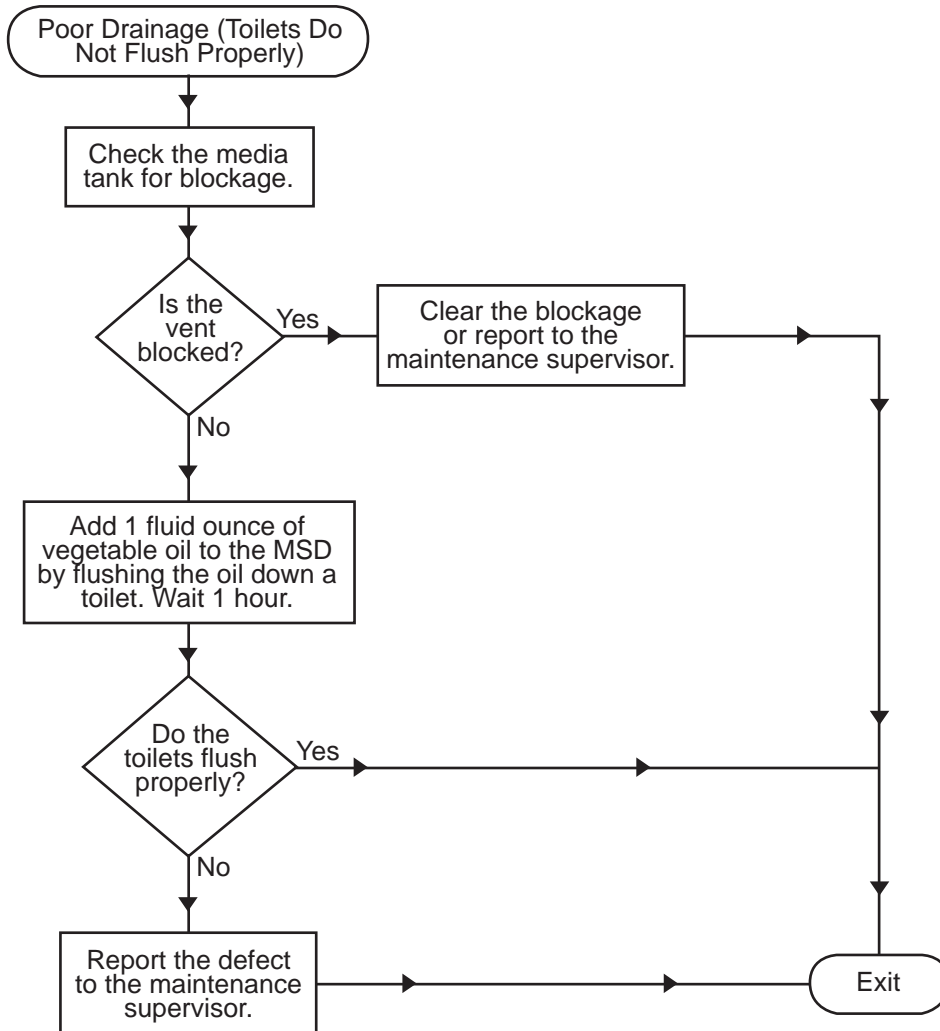 Poor Drainage (Toilets Do
Not Flush Properly)
Check the media
tank for blockage.
Is the
vent
blocked?
Yes
Clear the blockage
or report to the
maintenance supervisor.
No
Add 1 fluid ounce of
vegetable oil to the MSD
by flushing the oil down a
toilet. Wait 1 hour.
Do the
toilets flush
properly?
Yes
No
Report the defect
to the maintenance
supervisor.
Exit